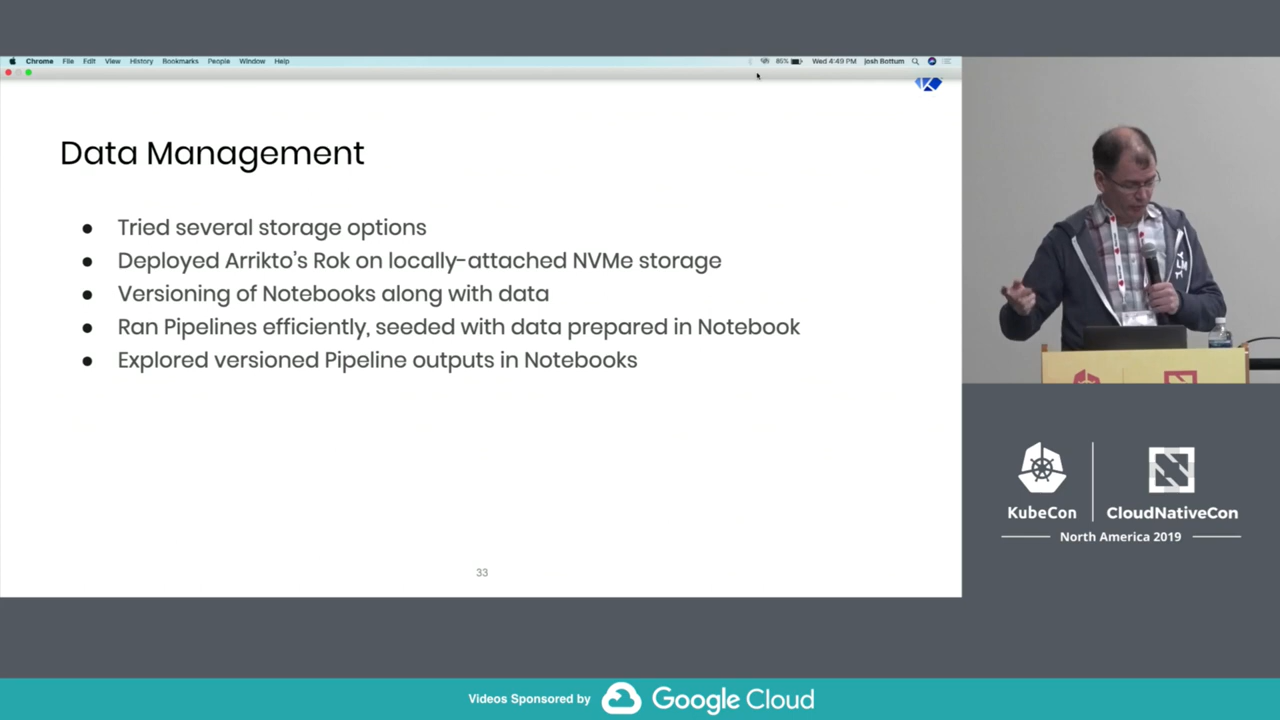 Chrome File Edit View History Bookmarks People Window Help
85% Wed 4:49 PM Josh Bottum
Data Management
● Tried several storage options
● Deployed Arrikto's Rok on locally-attached NVMe storage
● Versioning of Notebooks along with data
● Ran Pipelines efficiently, seeded with data prepared in Notebook
● Explored versioned Pipeline outputs in Notebooks
33
KubeCon
CloudNativeCon
North America 2019
Videos Sponsored by Google Cloud